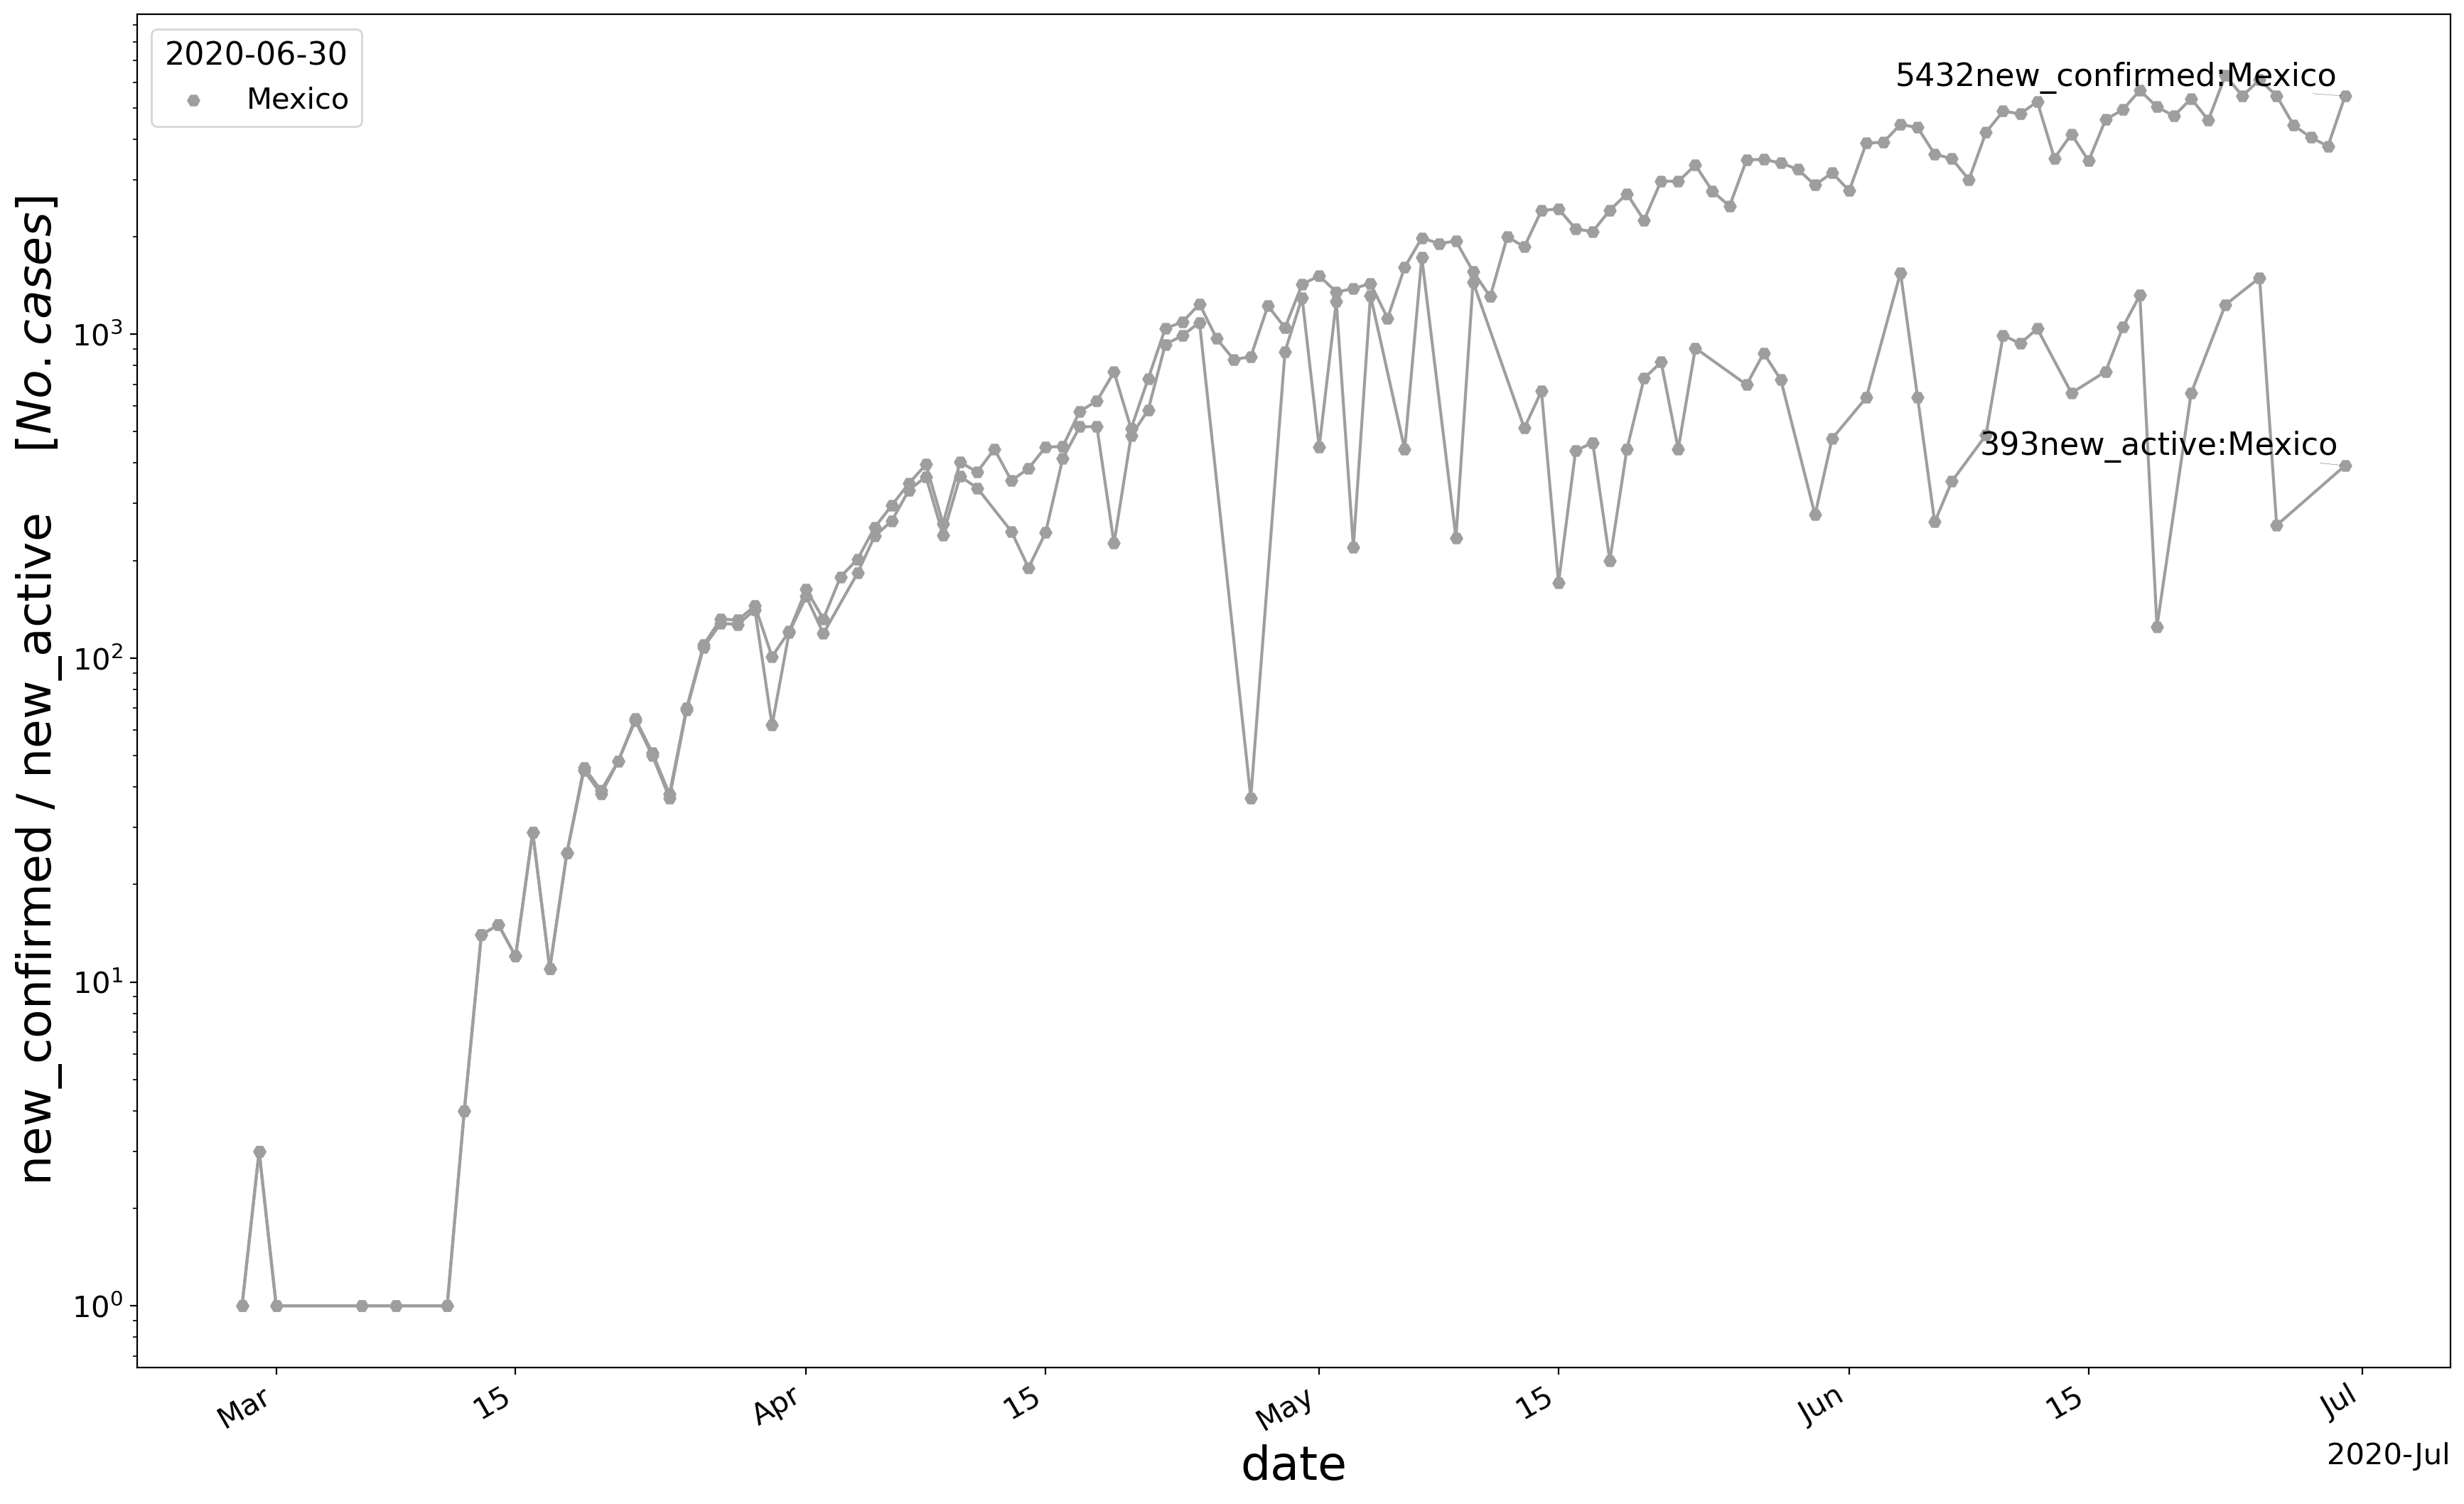 2020-06-30
Mexico
5432new_confirmed:Mexico
393new_active:Mexico
new_confirmed / new_active [No. cases]
10³
10²
10¹
10⁰
Mar
15
Apr
15
May
15
Jun
15
Jul
date
2020-Jul